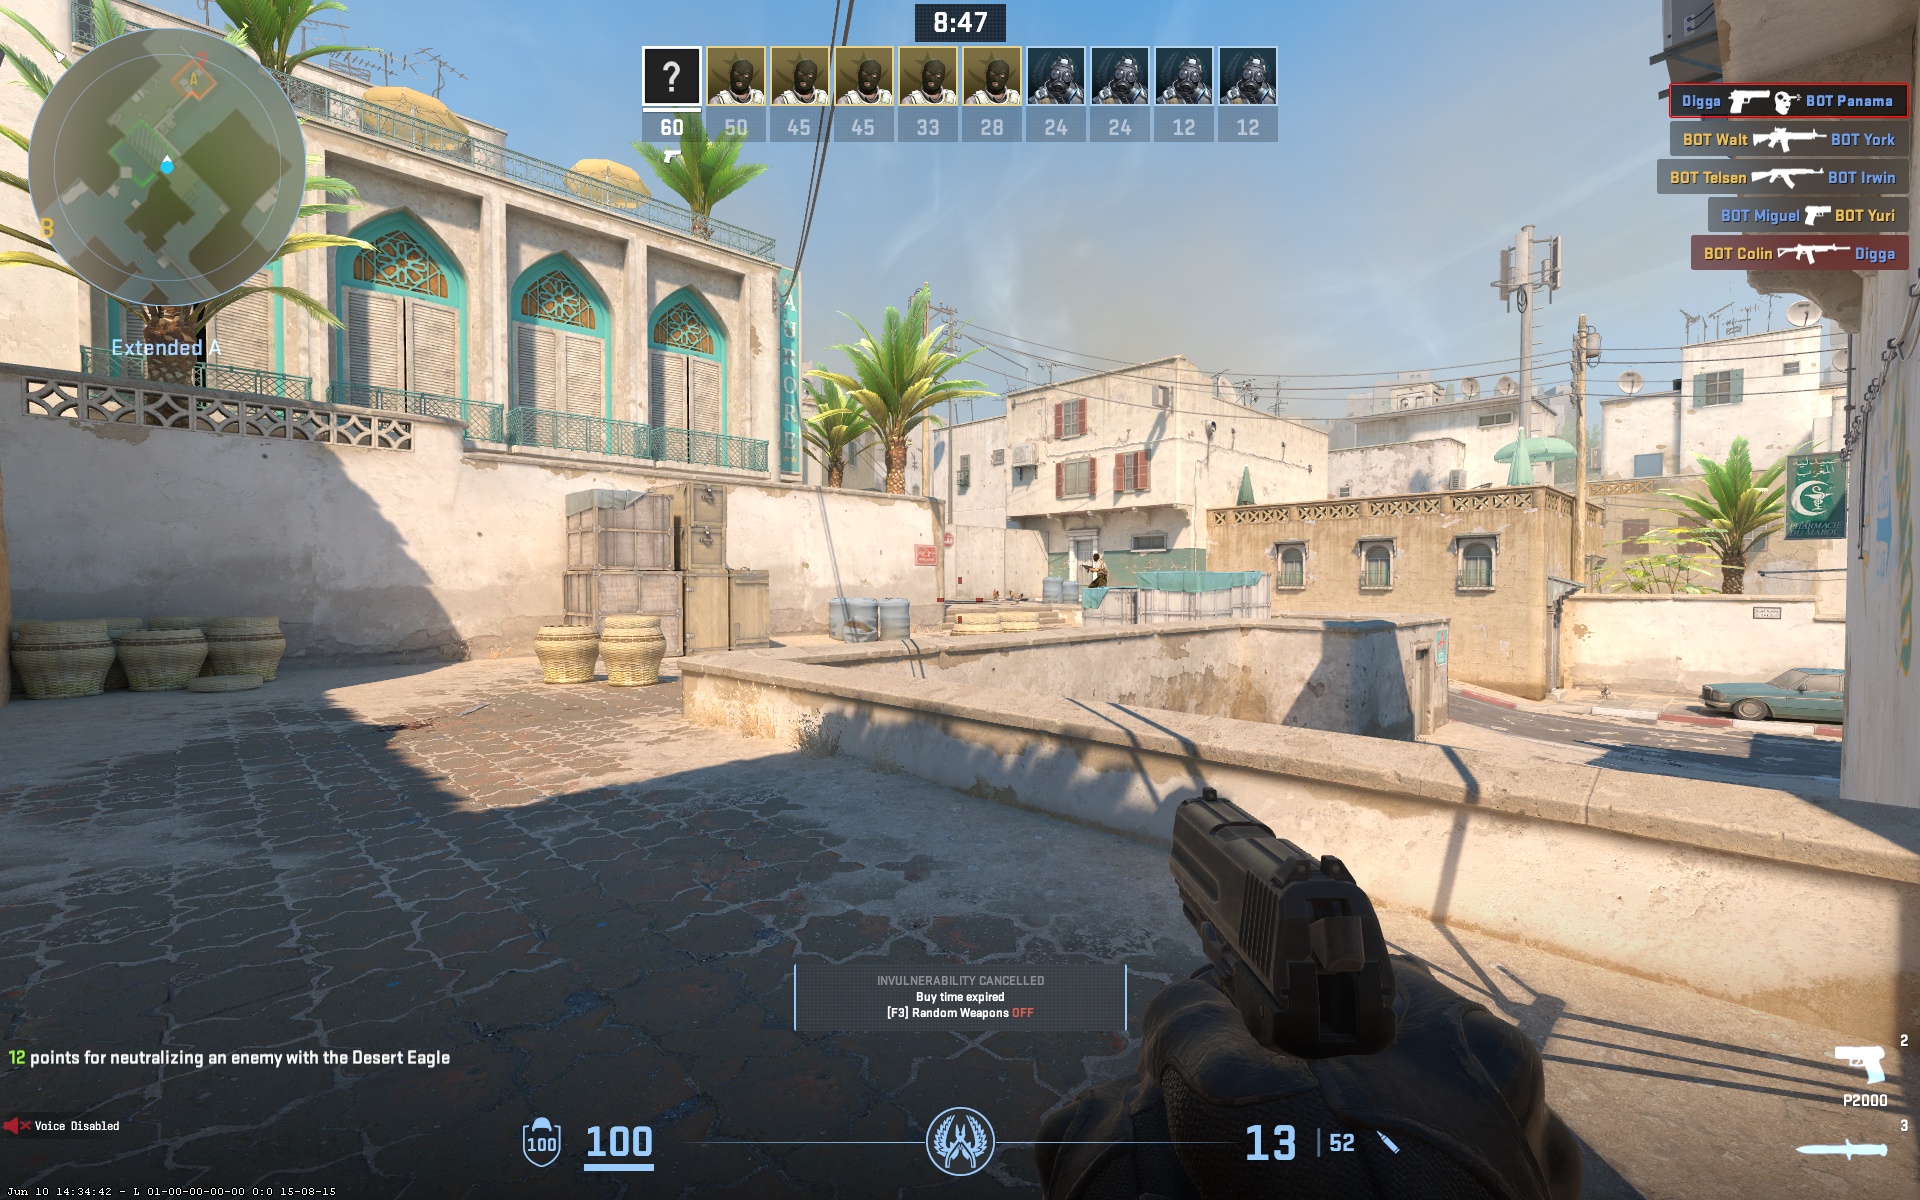 8:47
?
60 50 45 45 33 28 24 24 12 12
A
B
Extended A
Digga BOT Panama
BOT Walt BOT York
BOT Telsen BOT Irwin
BOT Miguel BOT Yuri
BOT Colin Digga
AURORE
PHARMACIE
DU MAROC
INVULNERABILITY CANCELLED
Buy time expired
[F3] Random Weapons OFF
12 points for neutralizing an enemy with the Desert Eagle
Voice Disabled
2
P2000
3
100 100
13 | 52
Jun 10 14:34:42 - L 01-00-00-00-00 0:0 15-08-15